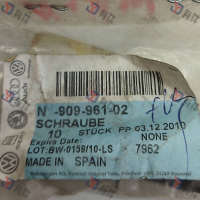 N -909-961-02
SCHRAUBE
10 STÜCK PP 03.12.2010
Expirs Date: NONE
LOT: BW-0159/10-LS 7962
MADE IN SPAIN